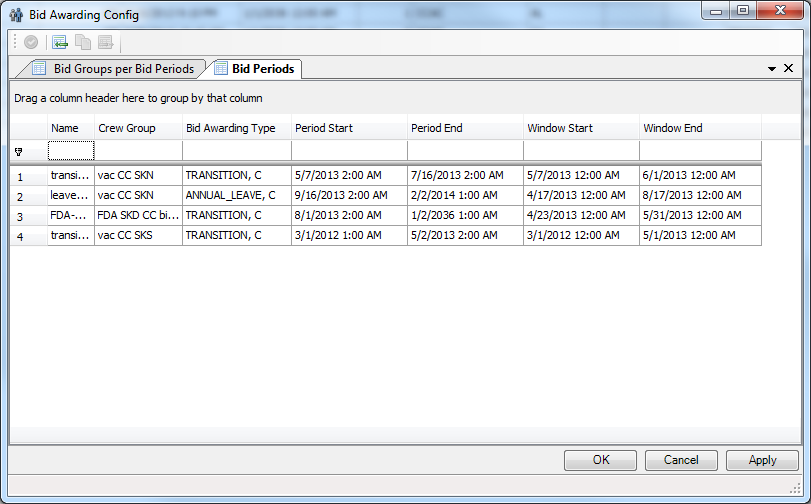 Bid Awarding Config
Bid Groups per Bid Periods Bid Periods
Drag a column header here to group by that column
Name Crew Group Bid Awarding Type Period Start Period End Window Start Window End
1 transi... vac CC SKN TRANSITION, C 5/7/2013 2:00 AM 7/16/2013 2:00 AM 5/7/2013 12:00 AM 6/1/2013 12:00 AM
2 leave... vac CC SKN ANNUAL_LEAVE, C 9/16/2013 2:00 AM 2/2/2014 1:00 AM 4/17/2013 12:00 AM 8/17/2013 12:00 AM
3 FDA-... FDA SKD CC bi... TRANSITION, C 8/1/2013 2:00 AM 1/2/2036 1:00 AM 4/23/2013 12:00 AM 5/31/2013 12:00 AM
4 transi... vac CC SKS TRANSITION, C 3/1/2012 1:00 AM 5/2/2013 2:00 AM 3/1/2012 12:00 AM 5/1/2013 12:00 AM
OK Cancel Apply